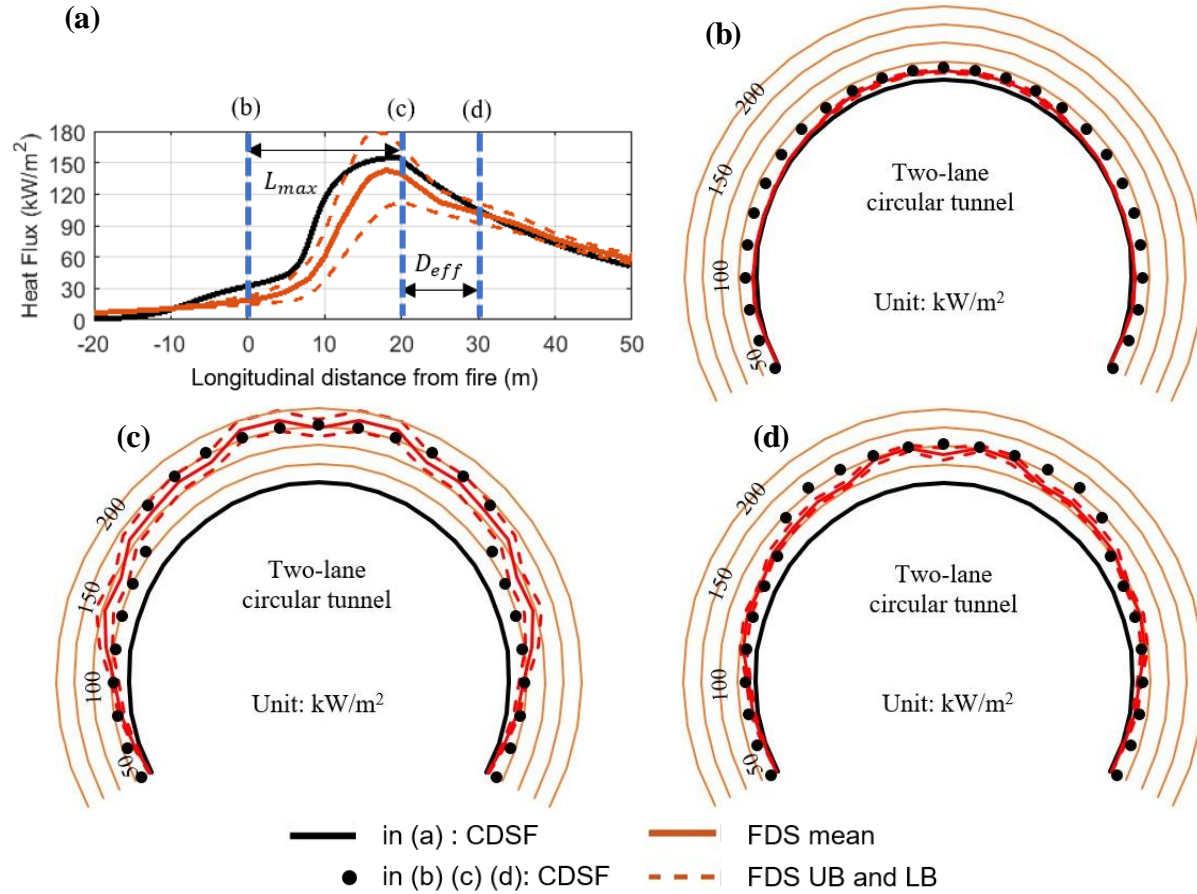 (a)
(b)
(c)
(d)
180
150
120
90
60
30
0
Heat Flux (kW/m²)
L_max
D_eff
-20
-10
0
10
20
30
40
50
Longitudinal distance from fire (m)
(b)
200
150
100
50
Two-lane
circular tunnel
Unit: kW/m²
(c)
200
150
100
50
Two-lane
circular tunnel
Unit: kW/m²
(d)
200
150
100
50
Two-lane
circular tunnel
Unit: kW/m²
in (a) : CDSF
FDS mean
in (b) (c) (d): CDSF
FDS UB and LB